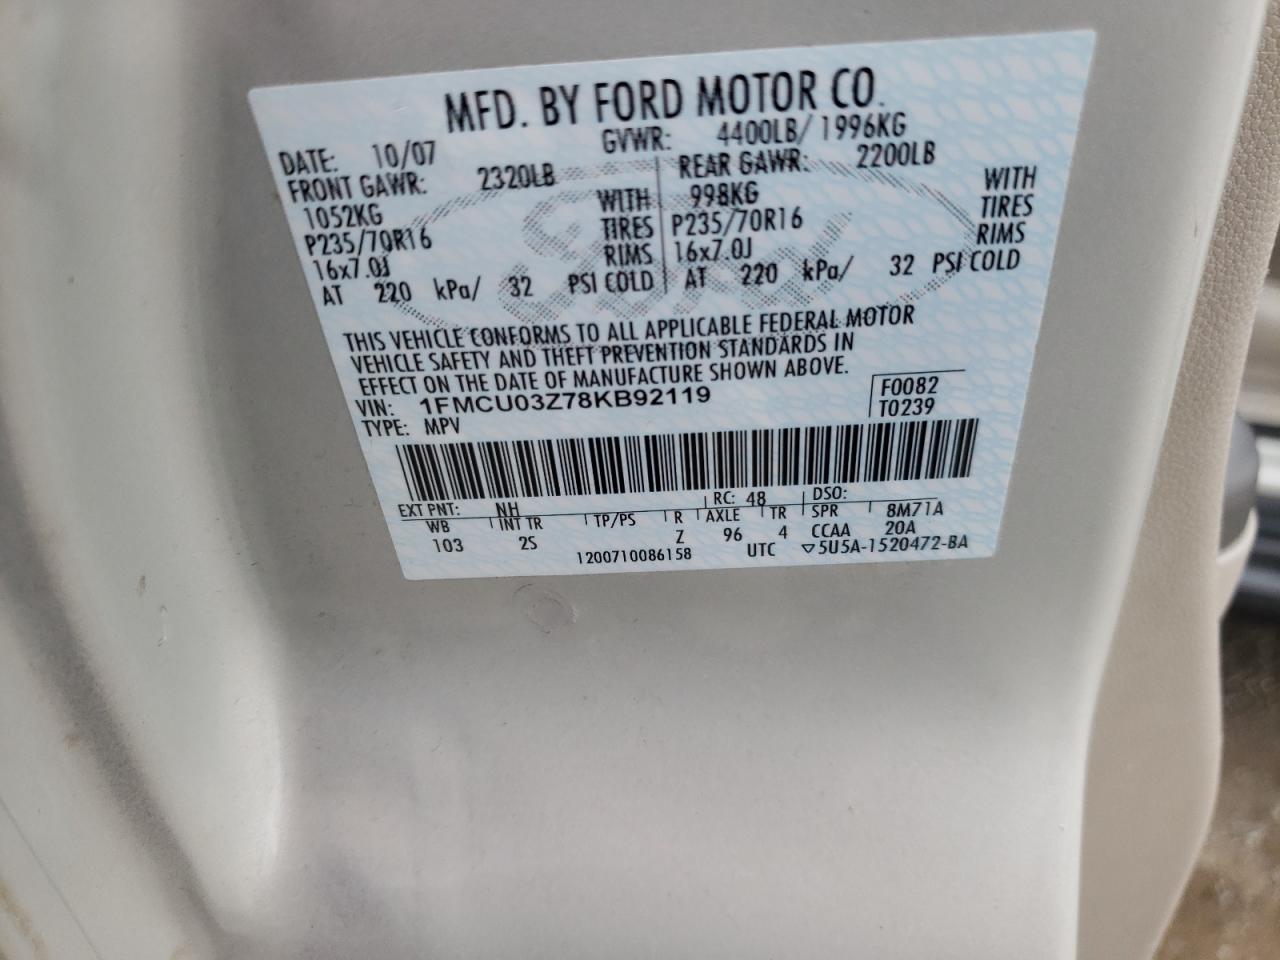 MFD. BY FORD MOTOR CO.
DATE: 10/07 GVWR: 4400LB/ 1996KG
FRONT GAWR: 2320LB REAR GAWR: 2200LB
1052KG WITH 998KG WITH
P235/70R16 TIRES P235/70R16 TIRES
16x7.0J RIMS 16x7.0J RIMS
AT 220 kPa/ 32 PSI COLD AT 220 kPa/ 32 PSI COLD
Ford
THIS VEHICLE CONFORMS TO ALL APPLICABLE FEDERAL MOTOR
VEHICLE SAFETY AND THEFT PREVENTION STANDARDS IN
EFFECT ON THE DATE OF MANUFACTURE SHOWN ABOVE.
VIN: 1FMCU03Z78KB92119 F0082
TYPE: MPV T0239
EXT PNT: NH RC: 48 DSO:
WB INT TR TP/PS R AXLE TR SPR 8M71A
103 2S Z 96 4 CCAA 20A
1200710086158 UTC ▽5U5A-1520472-BA